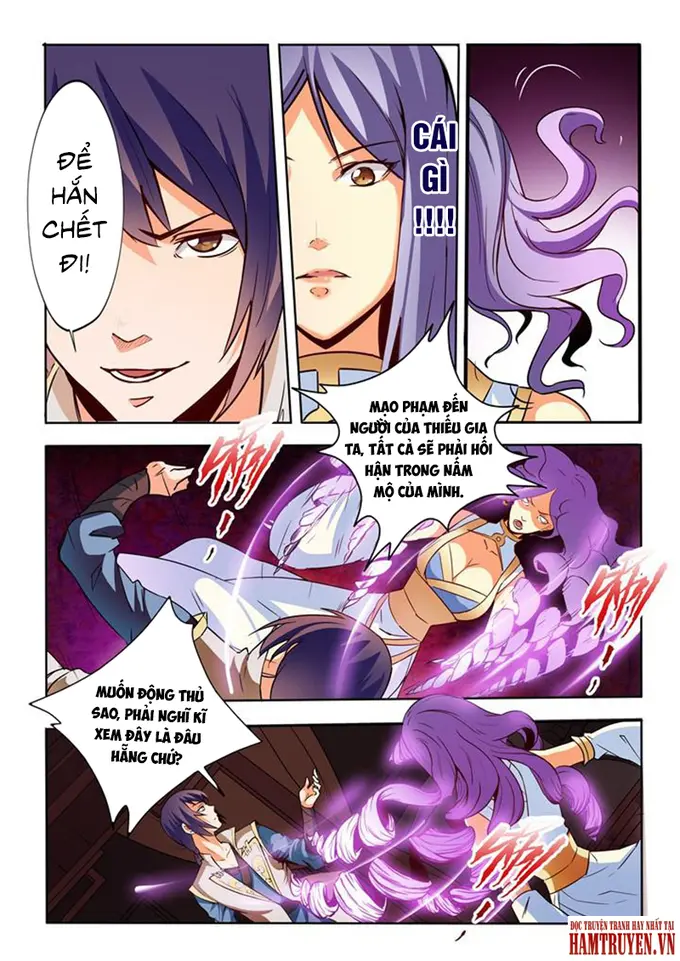 ĐỂ
HẮN
CHẾT
ĐI!
CÁI
GÌ
!!!!
MẠO PHẠM ĐẾN
NGƯỜI CỦA THIẾU GIA
TA, TẤT CẢ SẼ PHẢI HỐI
HẬN TRONG NẤM
MỘ CỦA MÌNH.
MUỐN ĐỘNG THỦ
SAO, PHẢI NGHĨ KĨ
XEM ĐÂY LÀ ĐÂU
HẴNG CHỨ?
ĐỌC TRUYỆN TRANH HAY NHẤT TẠI
HAMTRUYEN.VN